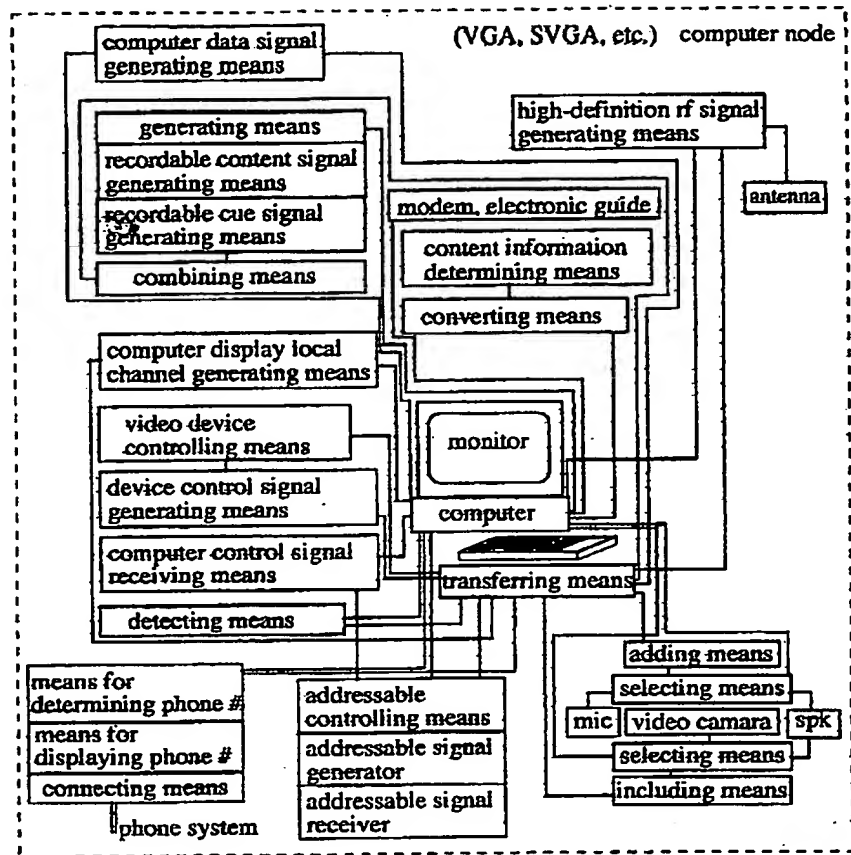 (VGA, SVGA, etc.) computer node
computer data signal
generating means
high-definition rf signal
generating means
antenna
generating means
recordable content signal
generating means
recordable cue signal
generating means
combining means
modem, electronic guide
content information
determining means
converting means
computer display local
channel generating means
video device
controlling means
device control signal
generating means
computer control signal
receiving means
detecting means
monitor
computer
transferring means
means for
determining phone #
means for
displaying phone #
connecting means
phone system
addressable
controlling means
addressable signal
generator
addressable signal
receiver
adding means
selecting means
mic
video camara
spk
selecting means
including means